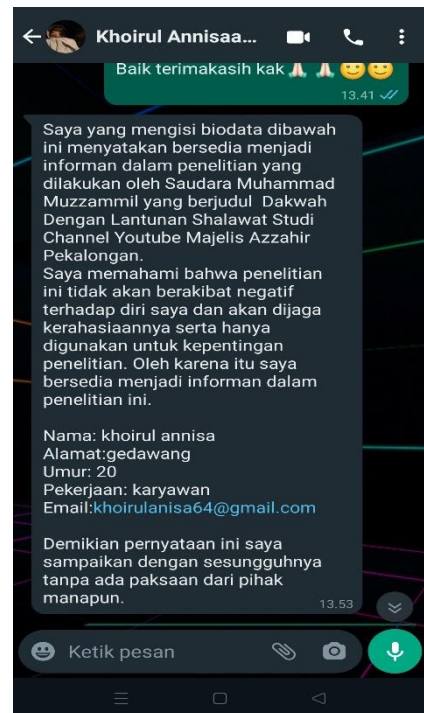 Khoirul Annisaa...
Baik terimakasih kak🙏🏻🙏🏻🙂🙂
13.41
Saya yang mengisi biodata dibawah
ini menyatakan bersedia menjadi
informan dalam penelitian yang
dilakukan oleh Saudara Muhammad
Muzzammil yang berjudul  Dakwah
Dengan Lantunan Shalawat Studi
Channel Youtube Majelis Azzahir
Pekalongan.
Saya memahami bahwa penelitian
ini tidak akan berakibat negatif
terhadap diri saya dan akan dijaga
kerahasiaannya serta hanya
digunakan untuk kepentingan
penelitian. Oleh karena itu saya
bersedia menjadi informan dalam
penelitian ini.
Nama: khoirul annisa
Alamat:gedawang
Umur: 20
Pekerjaan: karyawan
Email:khoirulanisa64@gmail.com
Demikian pernyataan ini saya
sampaikan dengan sesungguhnya
tanpa ada paksaan dari pihak
manapun.
13.53
Ketik pesan